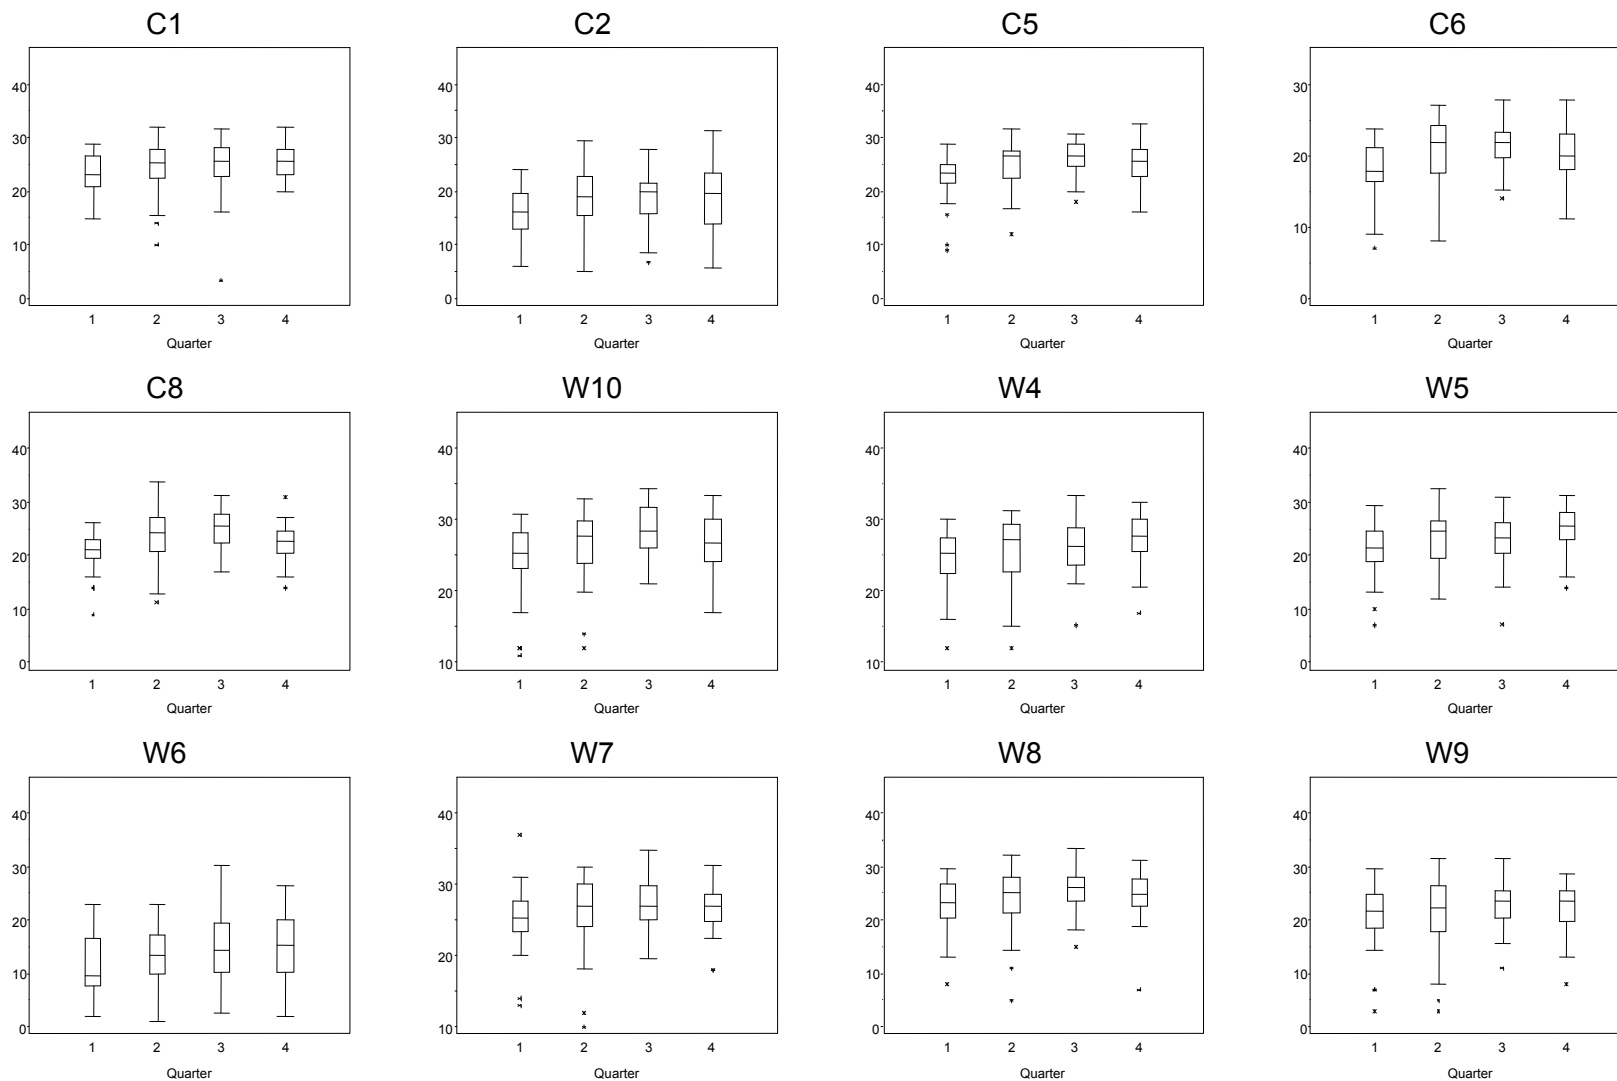 C1 C2 C5 C6
40 40 40 30
30 30 30 20
20 20 20 10
10 10 10 0
0 0 0
1 2 3 4 1 2 3 4 1 2 3 4 1 2 3 4
Quarter Quarter Quarter Quarter
C8 W10 W4 W5
40 40 40 40
30 30 30 30
20 20 20 20
10 10 10 10
0 0
1 2 3 4 1 2 3 4 1 2 3 4 1 2 3 4
Quarter Quarter Quarter Quarter
W6 W7 W8 W9
40 40 40 40
30 30 30 30
20 20 20 20
10 10 10 10
0 0 0
1 2 3 4 1 2 3 4 1 2 3 4 1 2 3 4
Quarter Quarter Quarter Quarter